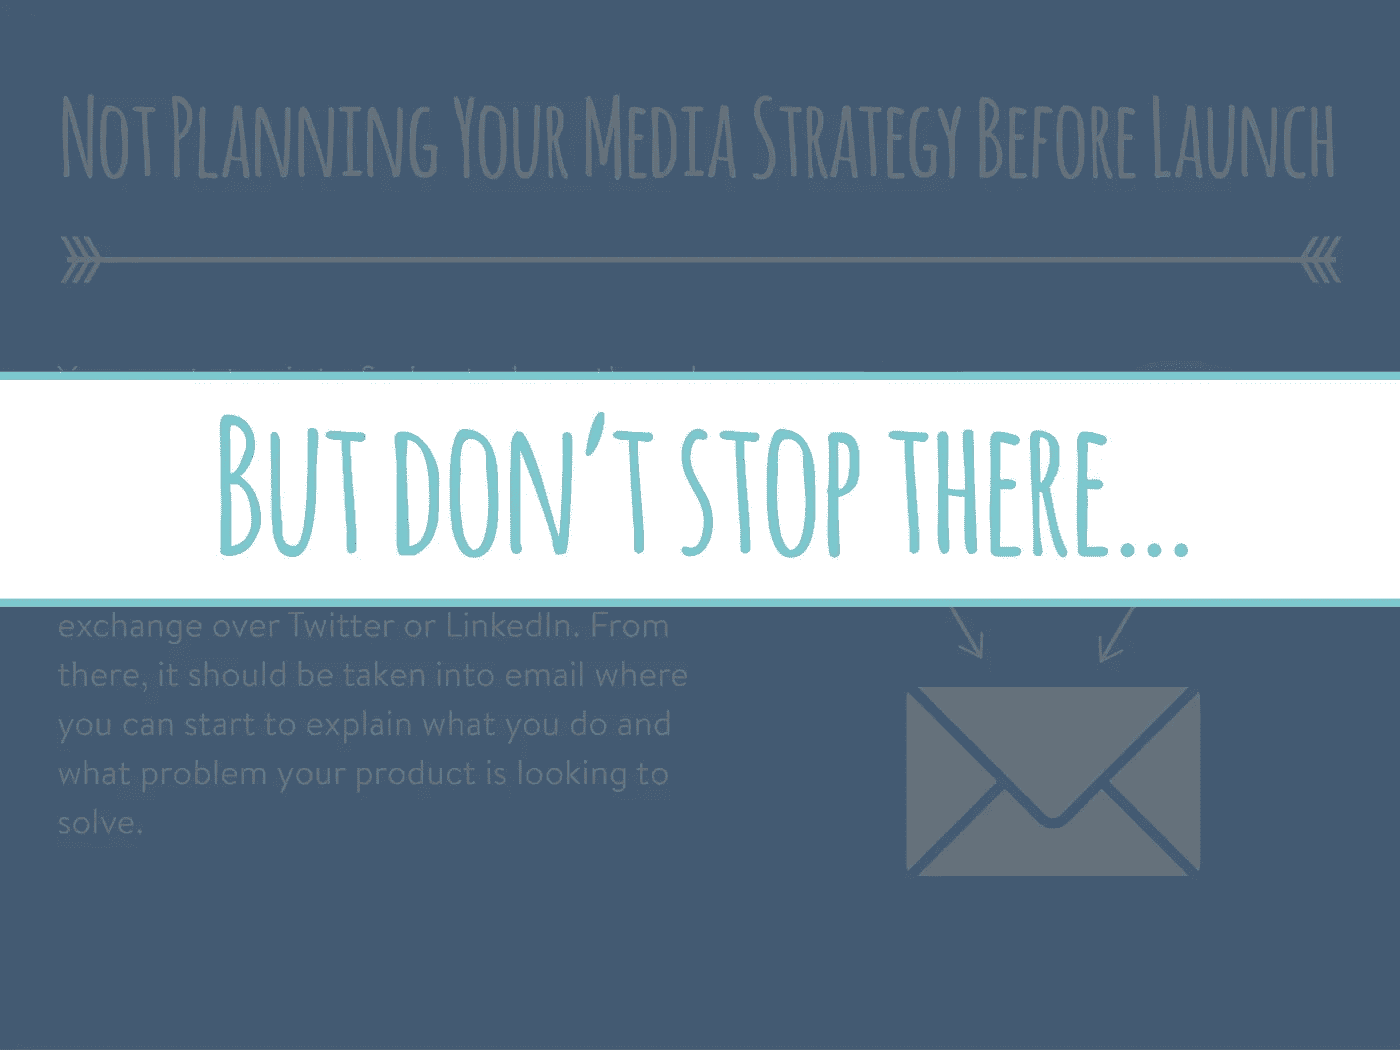 Not Planning Your Media Strategy Before Launch
But don't stop there...
exchange over Twitter or LinkedIn. From
there, it should be taken into email where
you can start to explain what you do and
what problem your product is looking to
solve.